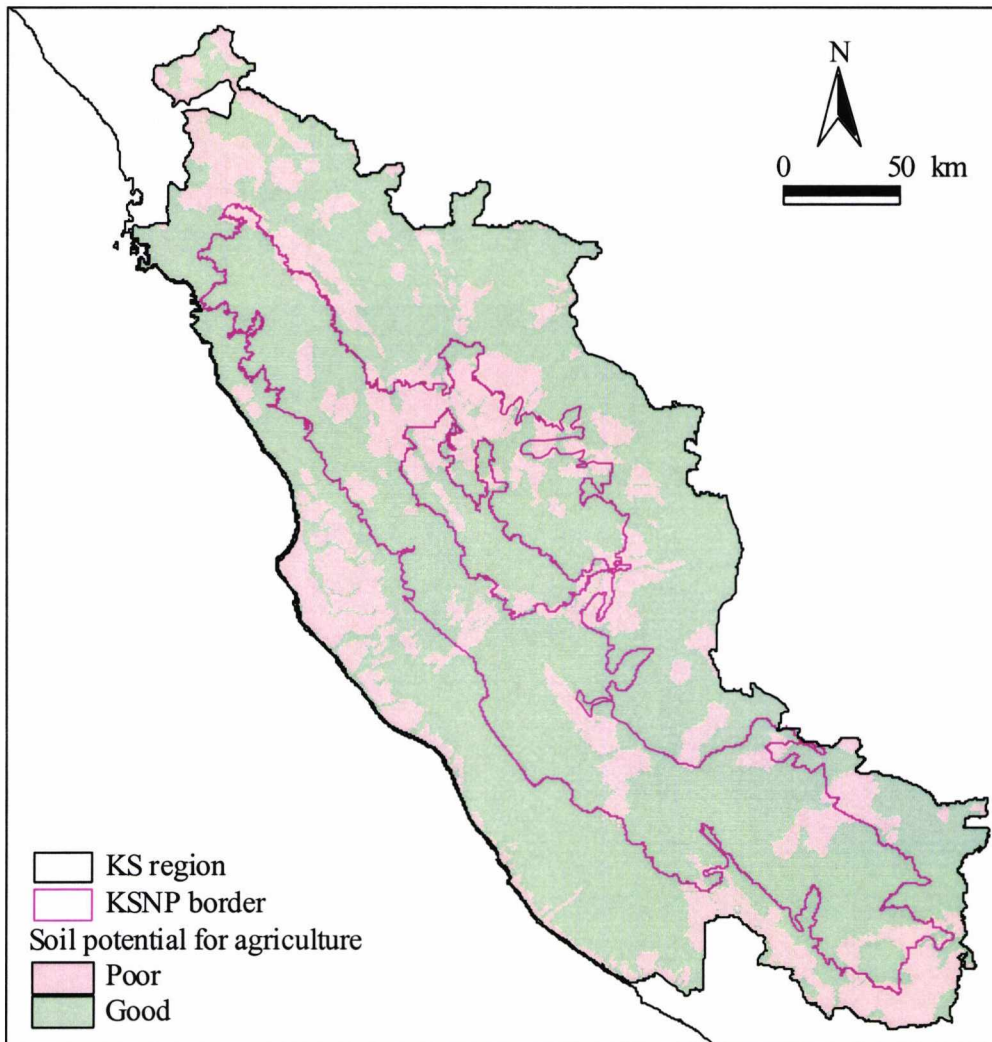 N
0 50 km
KS region
KSNP border
Soil potential for agriculture
Poor
Good